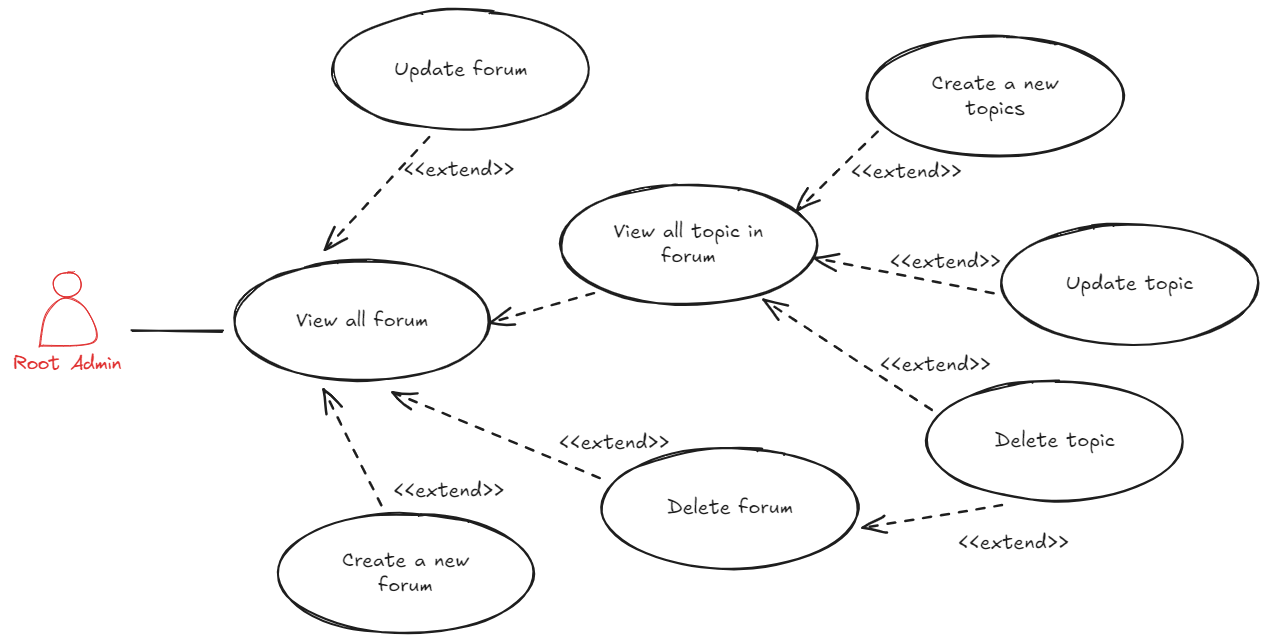 Update forum
Create a new
topics
<<extend>>
<<extend>>
View all topic in
forum
<<extend>>
Update topic
View all forum
Root Admin
<<extend>>
<<extend>>
Delete topic
<<extend>>
Delete forum
<<extend>>
Create a new
forum